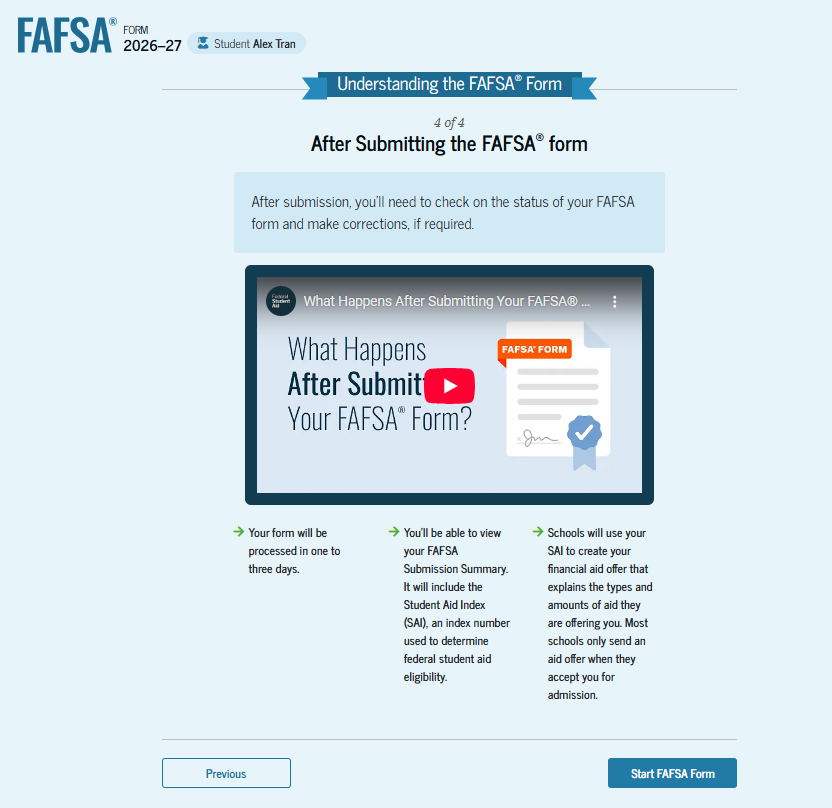 FAFSA®
FORM
2026–27
Student Alex Tran
Understanding the FAFSA® Form
4 of 4
After Submitting the FAFSA® form
After submission, you'll need to check on the status of your FAFSA
form and make corrections, if required.
Federal
Student
Aid
What Happens After Submitting Your FAFSA® ...
What Happens
After Submit
Your FAFSA® Form?
FAFSA® FORM
Your form will be
processed in one to
three days.
You'll be able to view
your FAFSA
Submission Summary.
It will include the
Student Aid Index
(SAI), an index number
used to determine
federal student aid
eligibility.
Schools will use your
SAI to create your
financial aid offer that
explains the types and
amounts of aid they
are offering you. Most
schools only send an
aid offer when they
accept you for
admission.
Previous
Start FAFSA Form